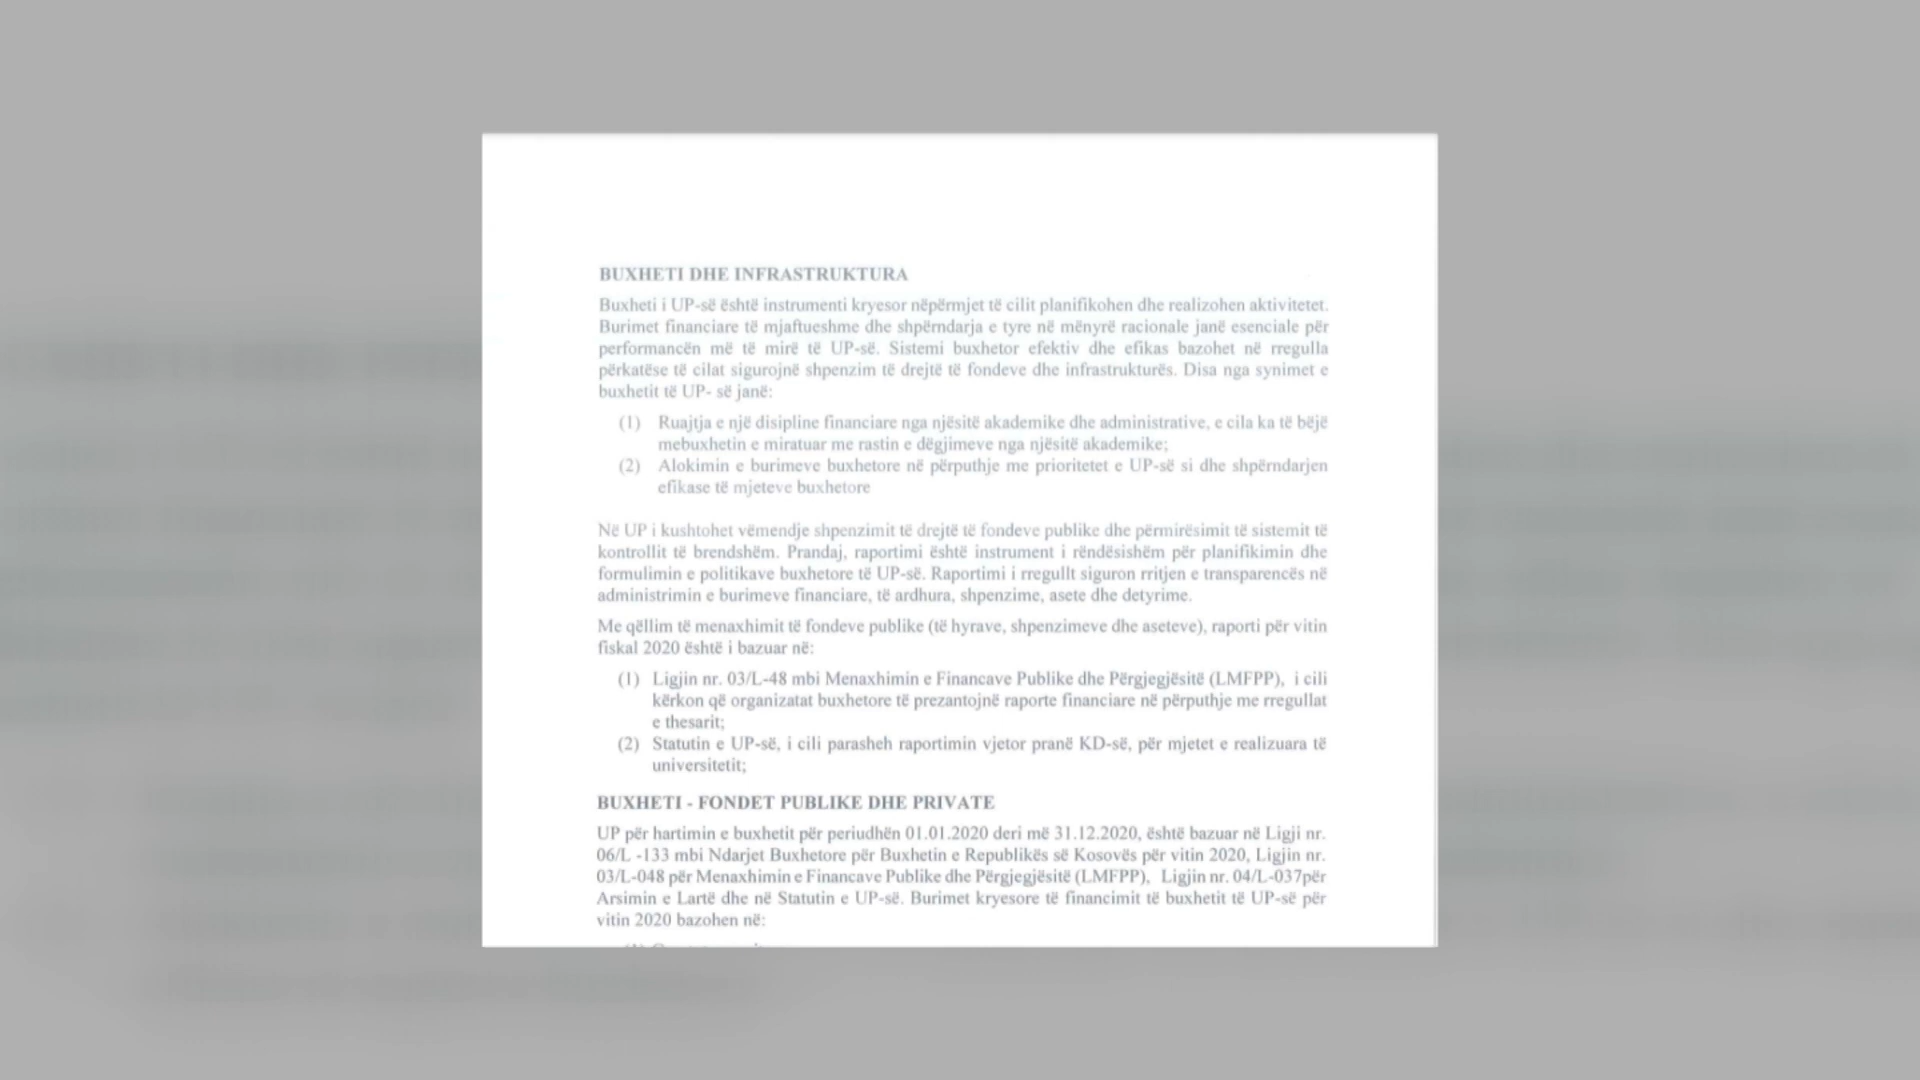 BUXHETI DHE INFRASTRUKTURA
Buxheti i UP-së është instrumenti kryesor nëpërmjet të cilit planifikohen dhe realizohen aktivitetet.
Burimet financiare të mjaftueshme dhe shpërndarja e tyre në mënyrë racionale janë esenciale për
performancën më të mirë të UP-së. Sistemi buxhetor efektiv dhe efikas bazohet në rregulla
përkatëse të cilat sigurojnë shpenzim të drejtë të fondeve dhe infrastrukturës. Disa nga synimet e
buxhetit të UP- së janë:
(1) Ruajtja e një disipline financiare nga njësitë akademike dhe administrative, e cila ka të bëjë
mebuxhetin e miratuar me rastin e dëgjimeve nga njësitë akademike;
(2) Alokimin e burimeve buxhetore në përputhje me prioritetet e UP-së si dhe shpërndarjen
efikase të mjeteve buxhetore
Në UP i kushtohet vëmendje shpenzimit të drejtë të fondeve publike dhe përmirësimit të sistemit të
kontrollit të brendshëm. Prandaj, raportimi është instrument i rëndësishëm për planifikimin dhe
formulimin e politikave buxhetore të UP-së. Raportimi i rregullt siguron rritjen e transparencës në
administrimin e burimeve financiare, të ardhura, shpenzime, asete dhe detyrime.
Me qëllim të menaxhimit të fondeve publike (të hyrave, shpenzimeve dhe aseteve), raporti për vitin
fiskal 2020 është i bazuar në:
(1) Ligjin nr. 03/L-48 mbi Menaxhimin e Financave Publike dhe Përgjegjësitë (LMFPP), i cili
kërkon që organizatat buxhetore të prezantojnë raporte financiare në përputhje me rregullat
e thesarit;
(2) Statutin e UP-së, i cili parasheh raportimin vjetor pranë KD-së, për mjetet e realizuara të
universitetit;
BUXHETI - FONDET PUBLIKE DHE PRIVATE
UP për hartimin e buxhetit për periudhën 01.01.2020 deri më 31.12.2020, është bazuar në Ligji nr.
06/L -133 mbi Ndarjet Buxhetore për Buxhetin e Republikës së Kosovës për vitin 2020, Ligjin nr.
03/L-048 për Menaxhimin e Financave Publike dhe Përgjegjësitë (LMFPP), Ligjin nr. 04/L-037për
Arsimin e Lartë dhe në Statutin e UP-së. Burimet kryesore të financimit të buxhetit të UP-së për
vitin 2020 bazohen në: